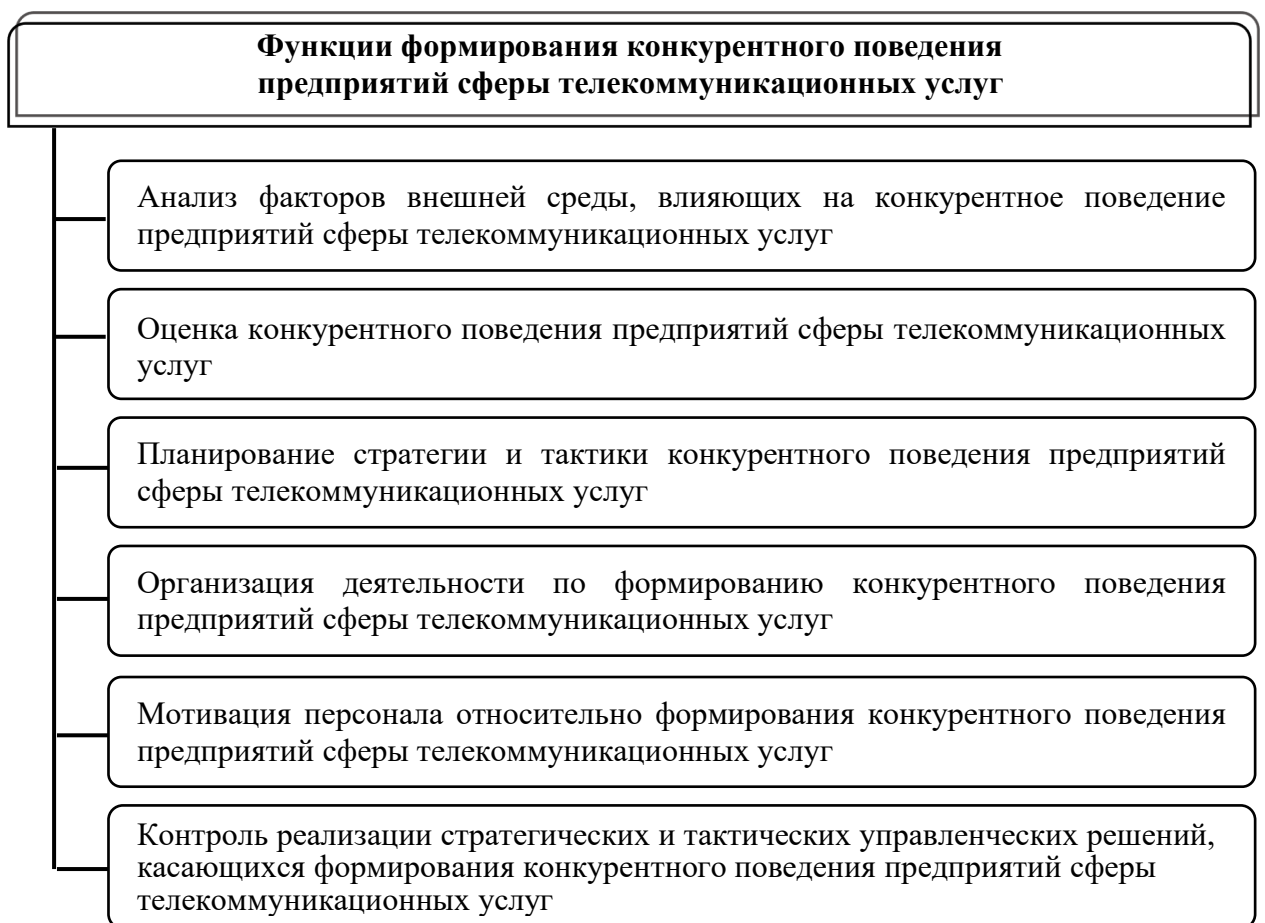 Функции формирования конкурентного поведения
предприятий сферы телекоммуникационных услуг
Анализ факторов внешней среды, влияющих на конкурентное поведение
предприятий сферы телекоммуникационных услуг
Оценка конкурентного поведения предприятий сферы телекоммуникационных
услуг
Планирование стратегии и тактики конкурентного поведения предприятий
сферы телекоммуникационных услуг
Организация деятельности по формированию конкурентного поведения
предприятий сферы телекоммуникационных услуг
Мотивация персонала относительно формирования конкурентного поведения
предприятий сферы телекоммуникационных услуг
Контроль реализации стратегических и тактических управленческих решений,
касающихся формирования конкурентного поведения предприятий сферы
телекоммуникационных услуг